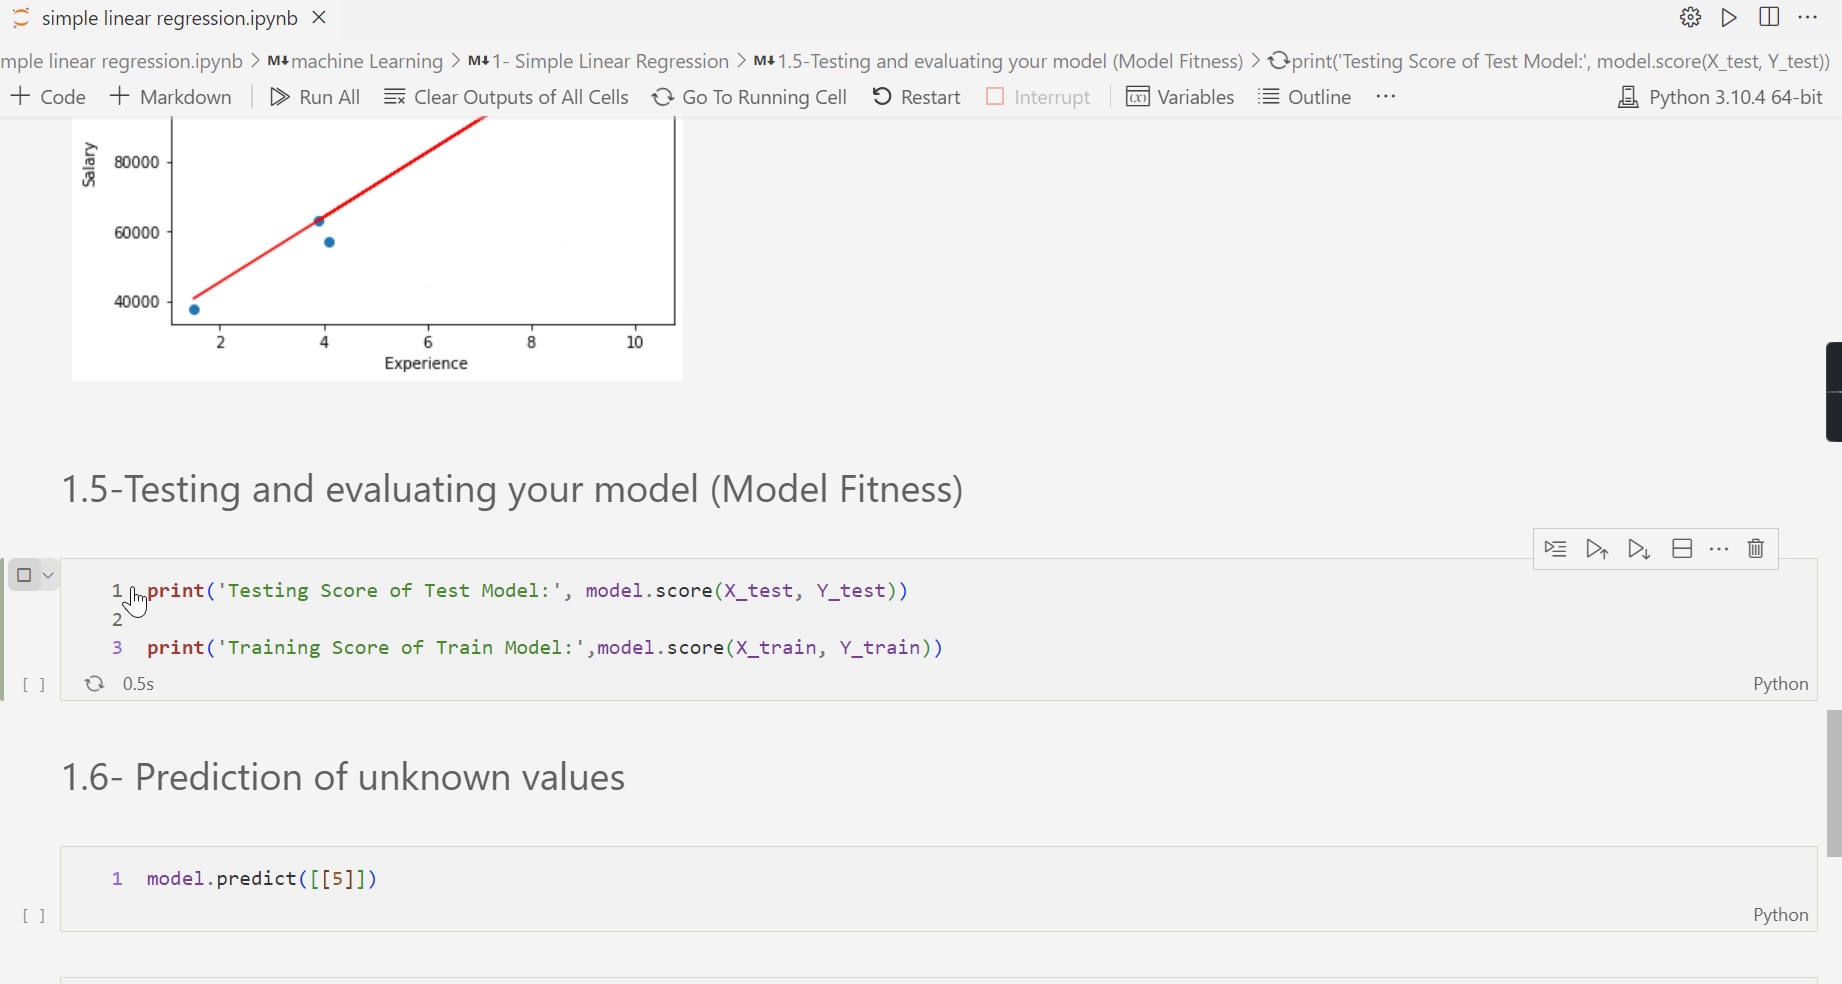 simple linear regression.ipynb
mple linear regression.ipynb > M↓ machine Learning > M↓ 1- Simple Linear Regression > M↓ 1.5-Testing and evaluating your model (Model Fitness) > print('Testing Score of Test Model:', model.score(X_test, Y_test))
+ Code + Markdown Run All Clear Outputs of All Cells Go To Running Cell Restart Interrupt Variables Outline ... Python 3.10.4 64-bit
Salary
80000
60000
40000
2 4 6 8 10
Experience
1.5-Testing and evaluating your model (Model Fitness)
1 print('Testing Score of Test Model:', model.score(X_test, Y_test))
2
3 print('Training Score of Train Model:',model.score(X_train, Y_train))
[ ] 0.5s Python
1.6- Prediction of unknown values
1 model.predict([[5]])
[ ] Python